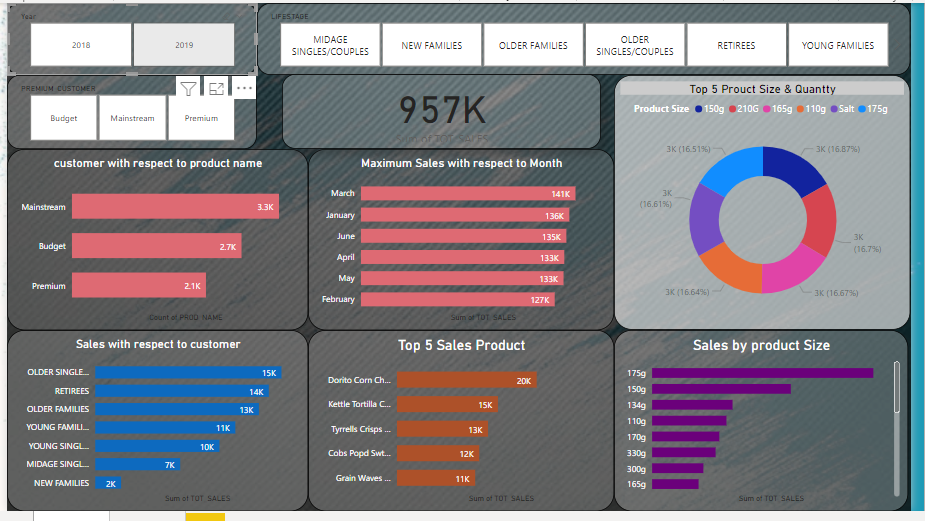 Year
2018
2019
LIFESTAGE
MIDAGE
SINGLES/COUPLES
NEW FAMILIES
OLDER FAMILIES
OLDER
SINGLES/COUPLES
RETIREES
YOUNG FAMILIES
PREMIUM CUSTOMER
Budget
Mainstream
Premium
957K
Sum of TOT_SALES
Top 5 Prouct Size & Quantty
Product Size 150g 210G 165g 110g Salt 175g
3K (16.51%)
3K (16.87%)
3K
(16.61%)
3K
(16.7%)
3K (16.64%)
3K (16.67%)
customer with respect to product name
Mainstream 3.3K
Budget 2.7K
Premium 2.1K
Count of PROD_NAME
Maximum Sales with respect to Month
March 141K
January 136K
June 135K
April 133K
May 133K
February 127K
Sum of TOT_SALES
Sales with respect to customer
OLDER SINGLE... 15K
RETIREES 14K
OLDER FAMILIES 13K
YOUNG FAMILI... 11K
YOUNG SINGL... 10K
MIDAGE SINGL... 7K
NEW FAMILIES 2K
Sum of TOT_SALES
Top 5 Sales Product
Dorito Corn Ch... 20K
Kettle Tortilla C... 15K
Tyrrells Crisps ... 13K
Cobs Popd Swt... 12K
Grain Waves ... 11K
Sum of TOT_SALES
Sales by product Size
175g
150g
134g
110g
170g
330g
300g
165g
Sum of TOT_SALES